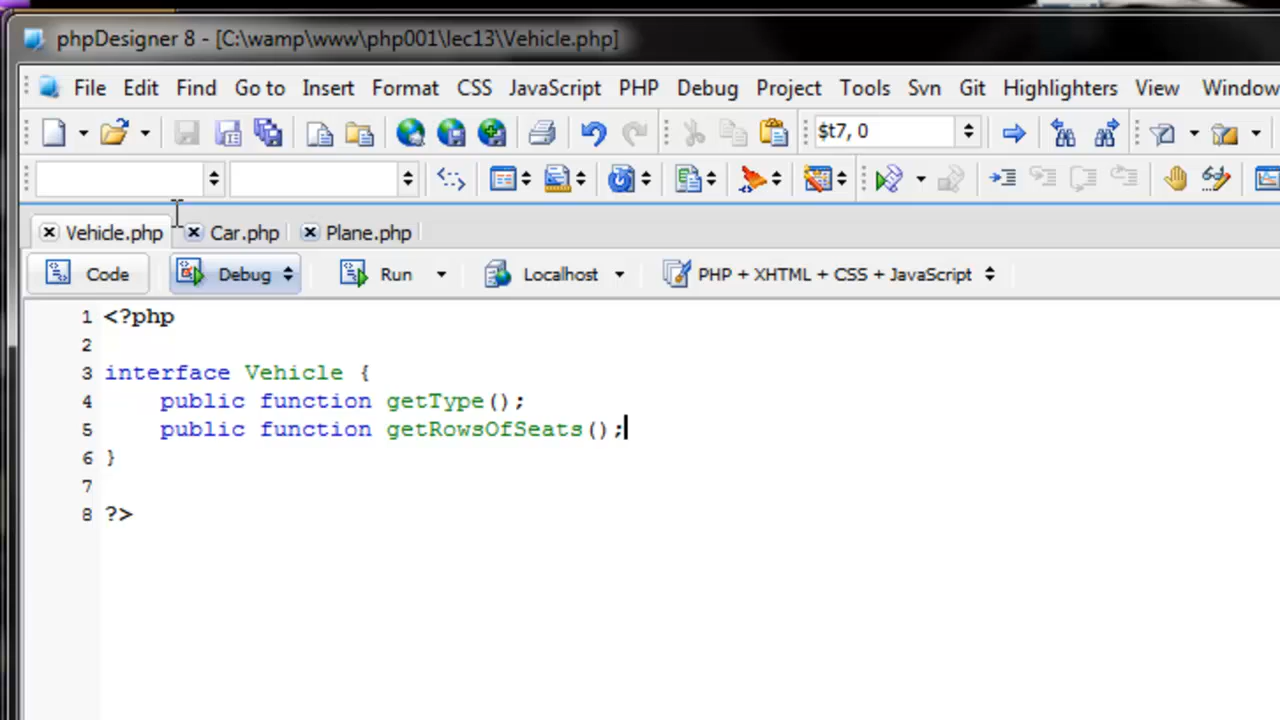 phpDesigner 8 - [C:\wamp\www\php001\lec13\Vehicle.php]
File Edit Find Go to Insert Format CSS JavaScript PHP Debug Project Tools Svn Git Highlighters View Window
$t7, 0
Vehicle.php Car.php Plane.php
Code Debug Run Localhost PHP + XHTML + CSS + JavaScript
1 <?php
2
3 interface Vehicle {
4 public function getType();
5 public function getRowsOfSeats();
6 }
7
8 ?>